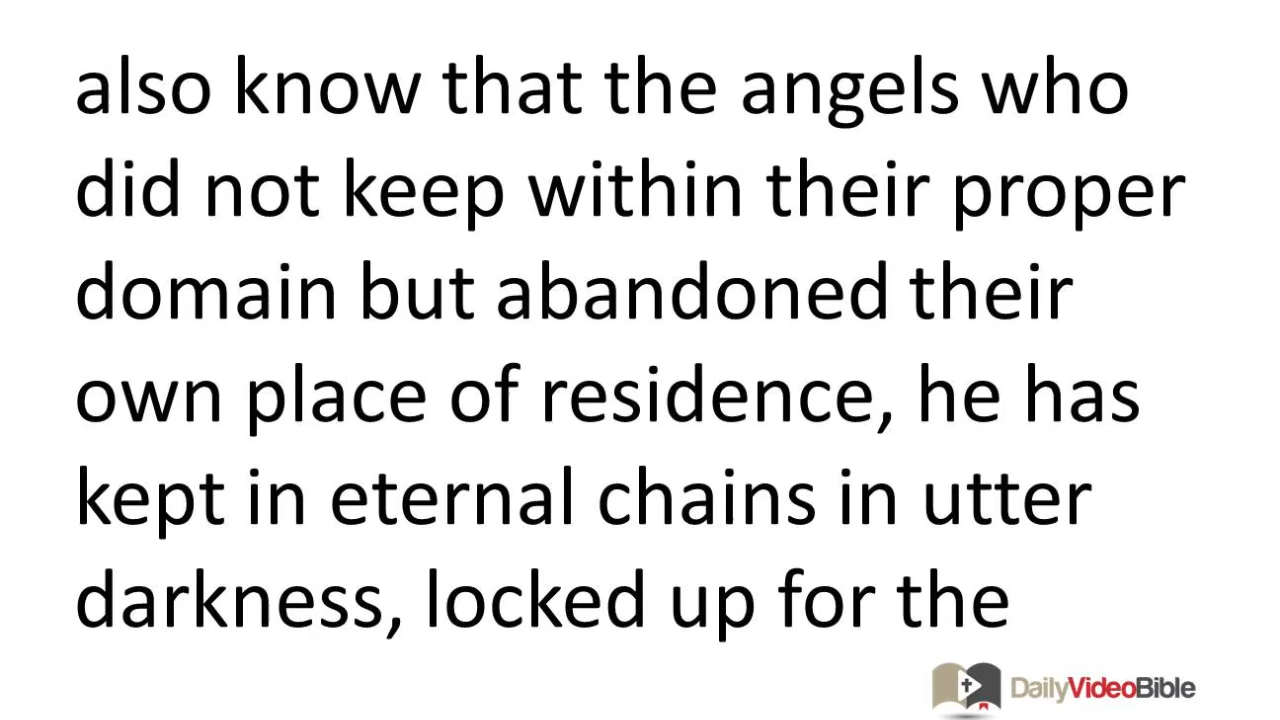 also know that the angels who
did not keep within their proper
domain but abandoned their
own place of residence, he has
kept in eternal chains in utter
darkness, locked up for the
DailyVideoBible